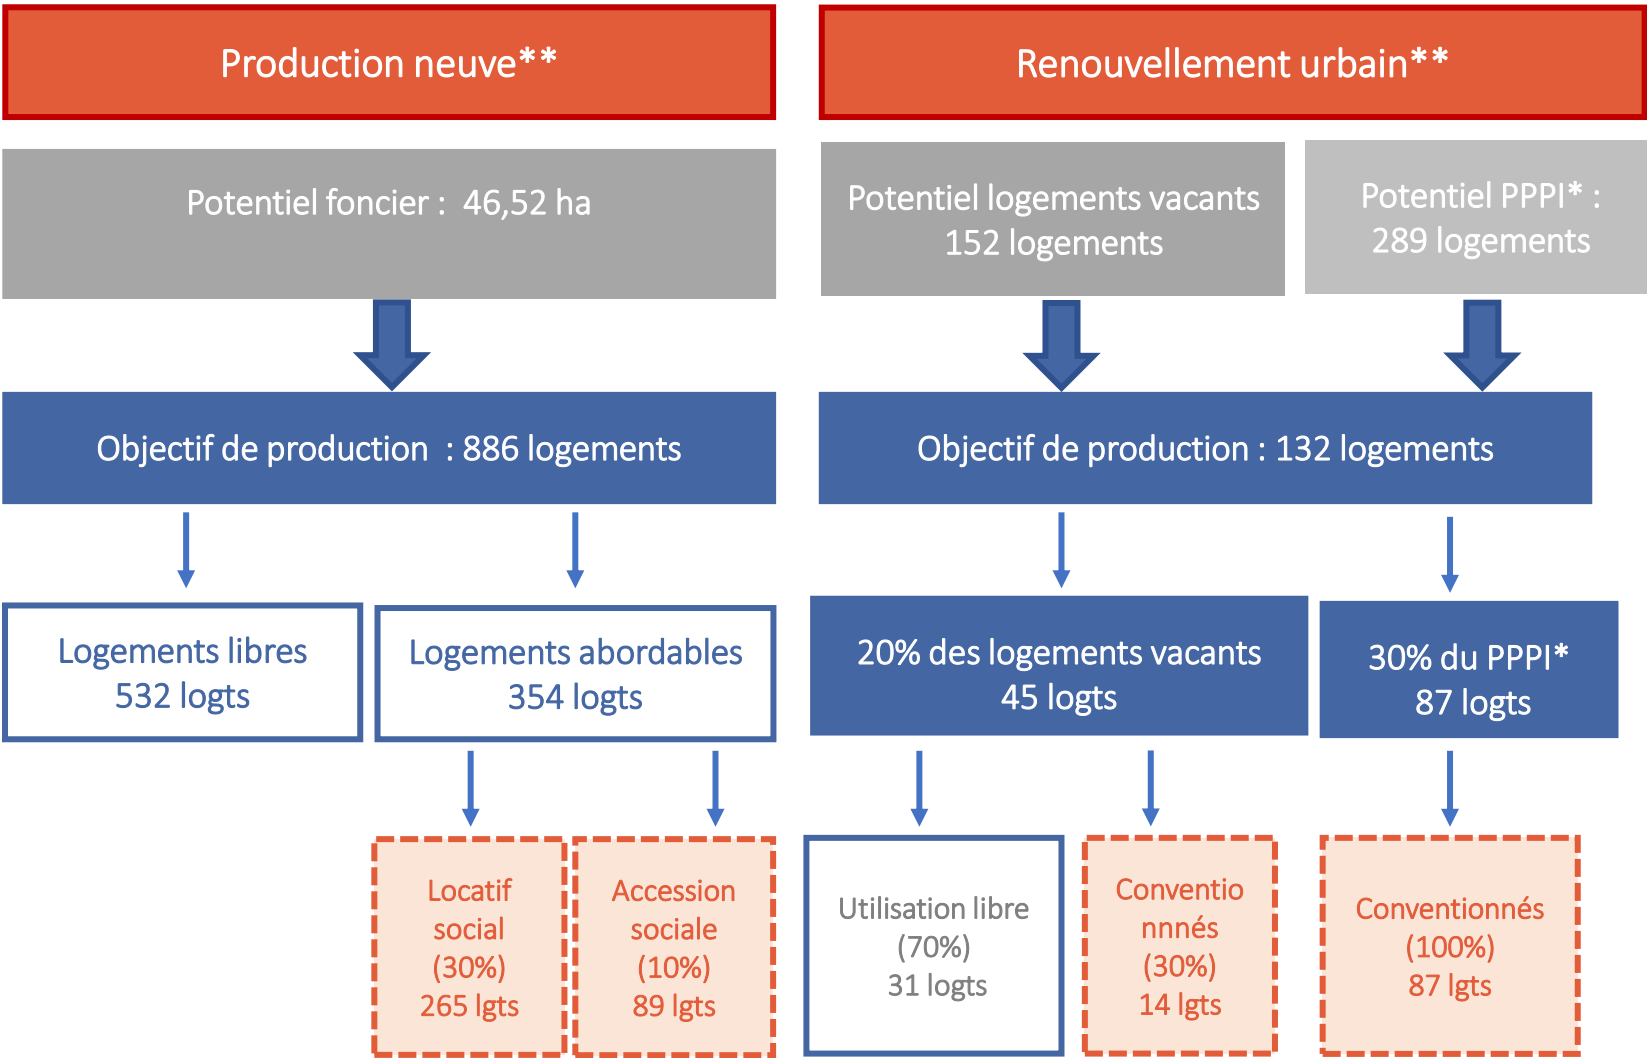 Production neuve**
Renouvellement urbain**
Potentiel foncier : 46,52 ha
Potentiel logements vacants
152 logements
Potentiel PPPI* :
289 logements
Objectif de production : 886 logements
Objectif de production : 132 logements
Logements libres
532 logts
Logements abordables
354 logts
20% des logements vacants
45 logts
30% du PPPI*
87 logts
Locatif
social
(30%)
265 lgts
Accession
sociale
(10%)
89 lgts
Utilisation libre
(70%)
31 logts
Conventio
nnnés
(30%)
14 lgts
Conventionnés
(100%)
87 lgts